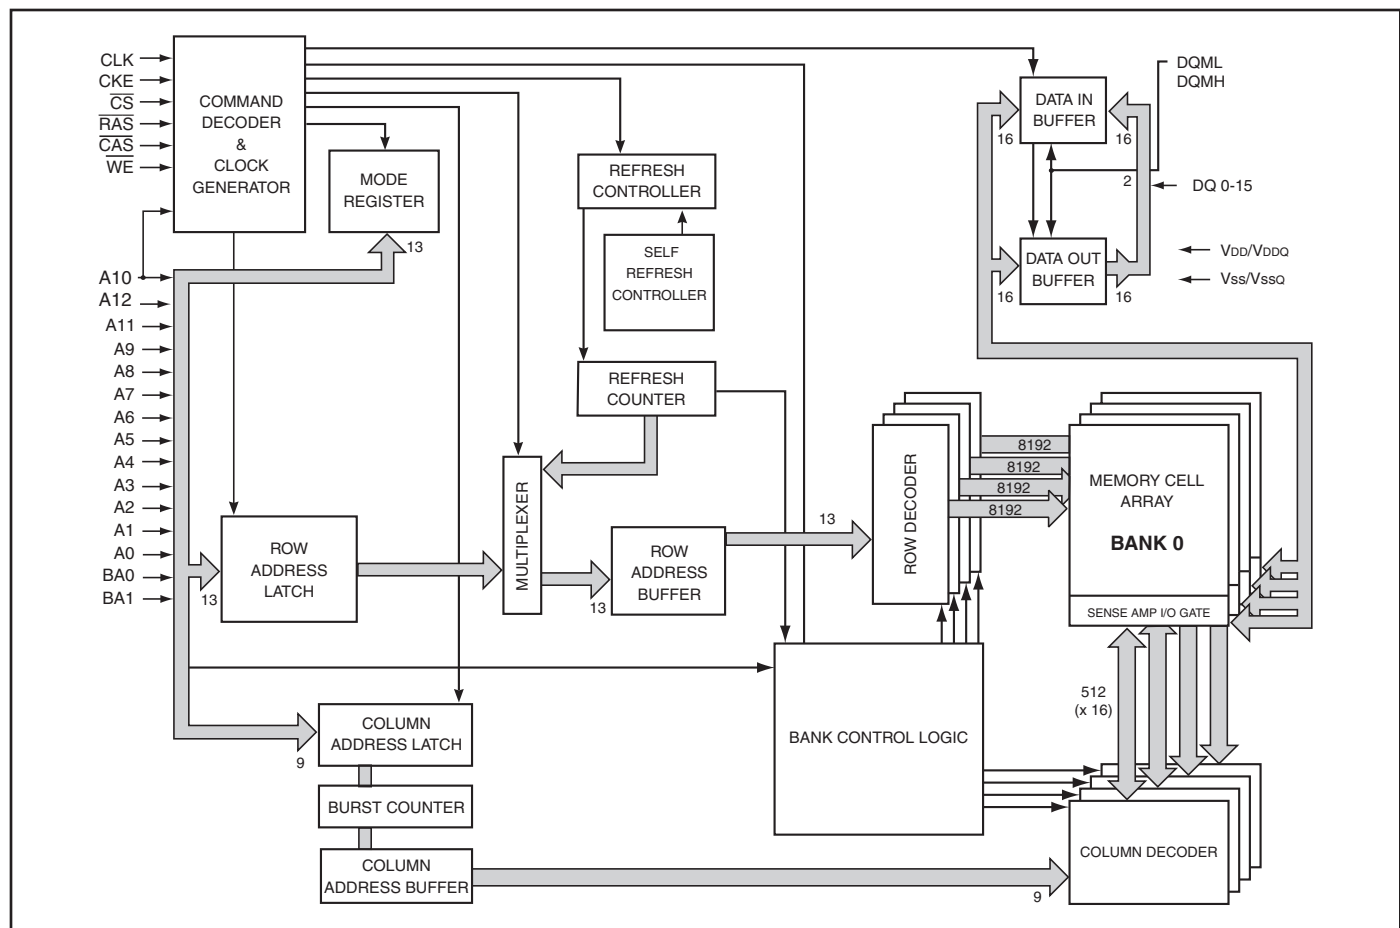 CLK
CKE
CS
RAS
CAS
WE
COMMAND
DECODER
&
CLOCK
GENERATOR
MODE
REGISTER
13
REFRESH
CONTROLLER
SELF
REFRESH
CONTROLLER
REFRESH
COUNTER
DATA IN
BUFFER
16
16
DQML
DQMH
2
DQ 0-15
DATA OUT
BUFFER
16
16
VDD/VDDQ
Vss/VssQ
A10
A12
A11
A9
A8
A7
A6
A5
A4
A3
A2
A1
A0
BA0
BA1
13
ROW
ADDRESS
LATCH
MULTIPLEXER
13
ROW
ADDRESS
BUFFER
13
ROW DECODER
8192
8192
8192
8192
MEMORY CELL
ARRAY
BANK 0
SENSE AMP I/O GATE
512
(x 16)
BANK CONTROL LOGIC
9
COLUMN
ADDRESS LATCH
BURST COUNTER
COLUMN
ADDRESS BUFFER
9
COLUMN DECODER